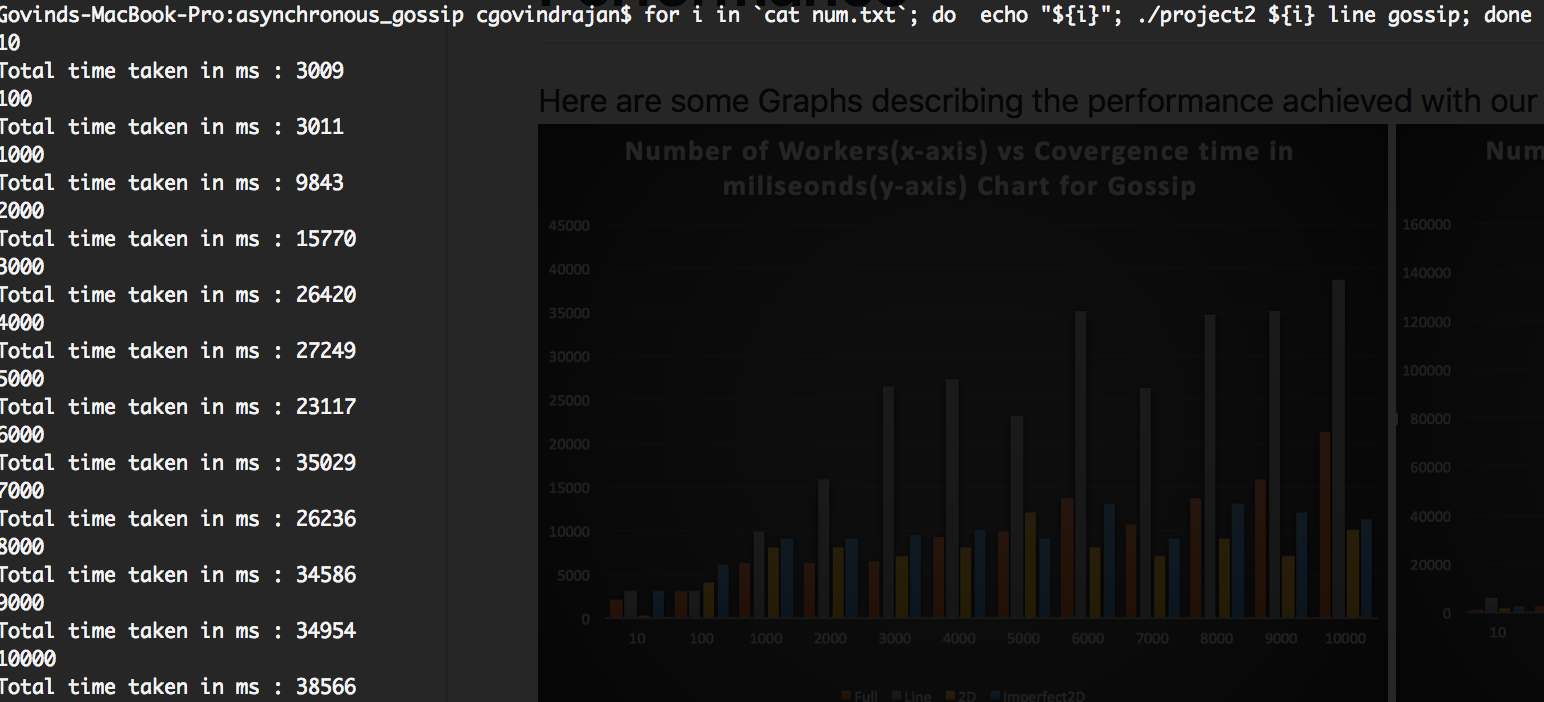 Govinds-MacBook-Pro:asynchronous_gossip cgovindrajan$ for i in `cat num.txt`; do  echo "${i}"; ./project2 ${i} line gossip; done
10
Total time taken in ms : 3009
100
Total time taken in ms : 3011
1000
Total time taken in ms : 9843
2000
Total time taken in ms : 15770
3000
Total time taken in ms : 26420
4000
Total time taken in ms : 27249
5000
Total time taken in ms : 23117
6000
Total time taken in ms : 35029
7000
Total time taken in ms : 26236
8000
Total time taken in ms : 34586
9000
Total time taken in ms : 34954
10000
Total time taken in ms : 38566
Performance
Here are some Graphs describing the performance achieved with our
Number of Workers(x-axis) vs Covergence time in
miliseonds(y-axis) Chart for Gossip
45000
40000
35000
30000
25000
20000
15000
10000
5000
0
10 100 1000 2000 3000 4000 5000 6000 7000 8000 9000 10000
Full Line 2D Imperfect2D
Num
160000
140000
120000
100000
80000
60000
40000
20000
0
10